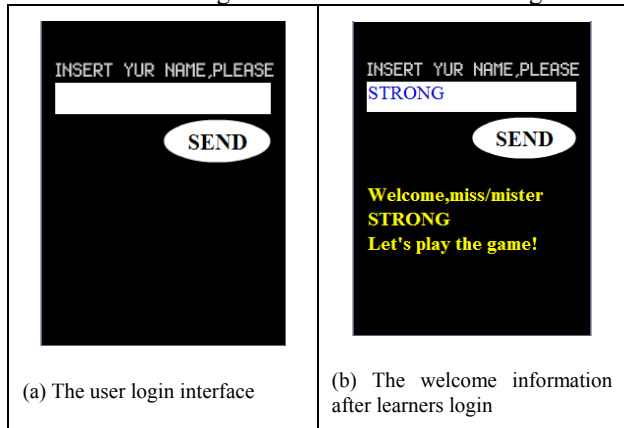 INSERT YUR NAME,PLEASE
SEND
(a) The user login interface
INSERT YUR NAME,PLEASE
STRONG
SEND
Welcome,miss/mister
STRONG
Let's play the game!
(b) The welcome information
after learners login